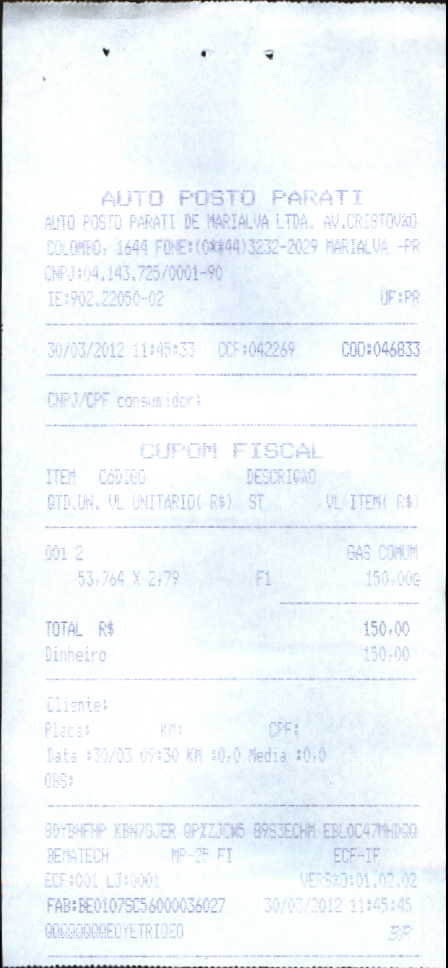 AUTO POSTO PARATI
AUTO POSTO PARATI DE MARIALVA LTDA. AV.CRISTOVAO
COLOMBO, 1644 FONE:(0**44)3232-2029 MARIALVA -PR
CNPJ:04.143.725/0001-90
IE:902.22050-02 UF:PR
30/03/2012 11:45:33 CCF:042269 COO:046833
CNPJ/CPF consumidor:
CUPOM FISCAL
ITEM CÓDIGO DESCRIÇÃO
QTD.UN. VL UNITARIO( R$) ST VL ITEM( R$)
001 2 GAS COMUM
53,764 X 2,79 F1 150,00G
TOTAL R$ 150,00
Dinheiro 150,00
Cliente:
Placa: KM: CPF:
Data :30/03 09:30 KM :0,0 Media :0,0
OBS:
BEMATECH MP-25 FI ECF-IF
ECF:001 LJ:0001 VERSÃO:01.02.02
FAB:BE0107SC56000036027 30/03/2012 11:45:45
BR